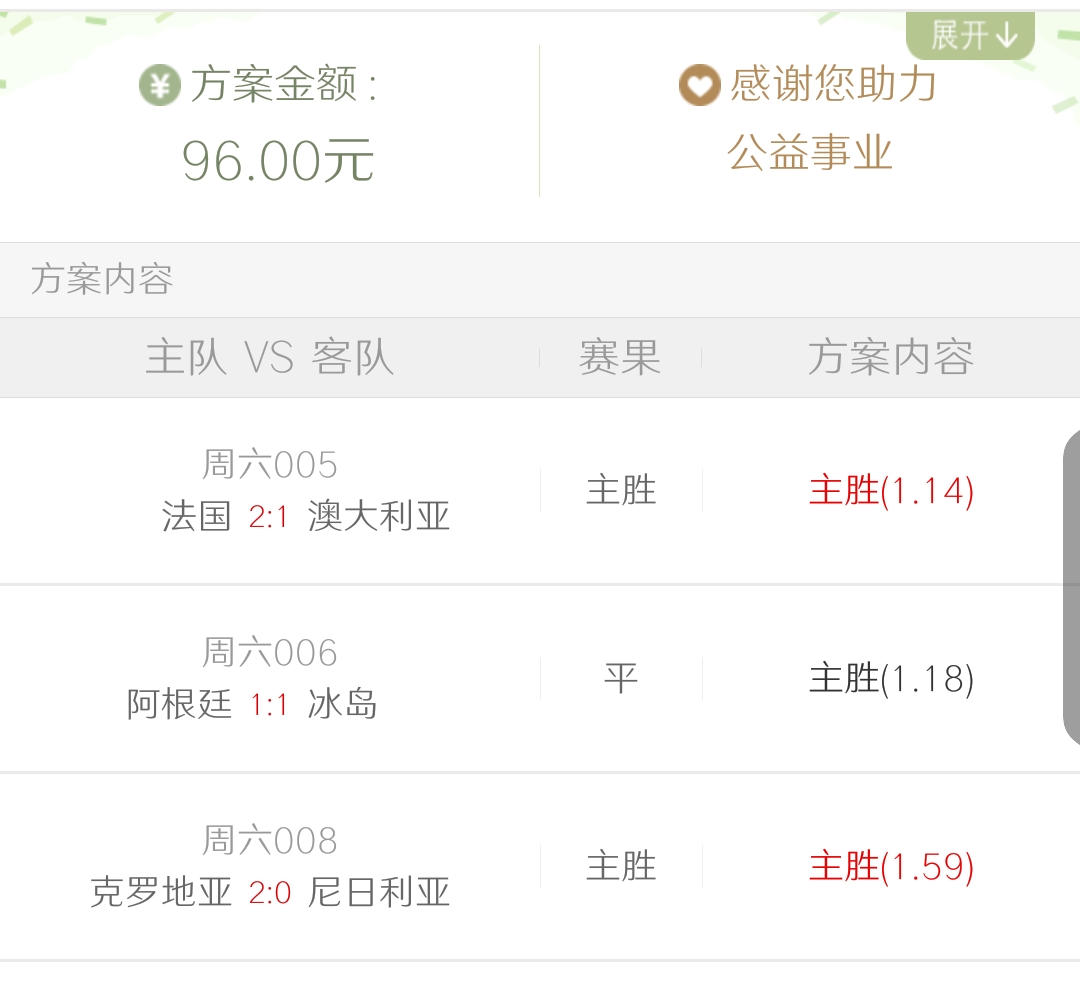 展开↓
¥ 方案金额：
96.00元
感谢您助力
公益事业
方案内容
主队 VS 客队 赛果 方案内容
周六005
法国 2:1 澳大利亚 主胜 主胜(1.14)
周六006
阿根廷 1:1 冰岛 平 主胜(1.18)
周六008
克罗地亚 2:0 尼日利亚 主胜 主胜(1.59)